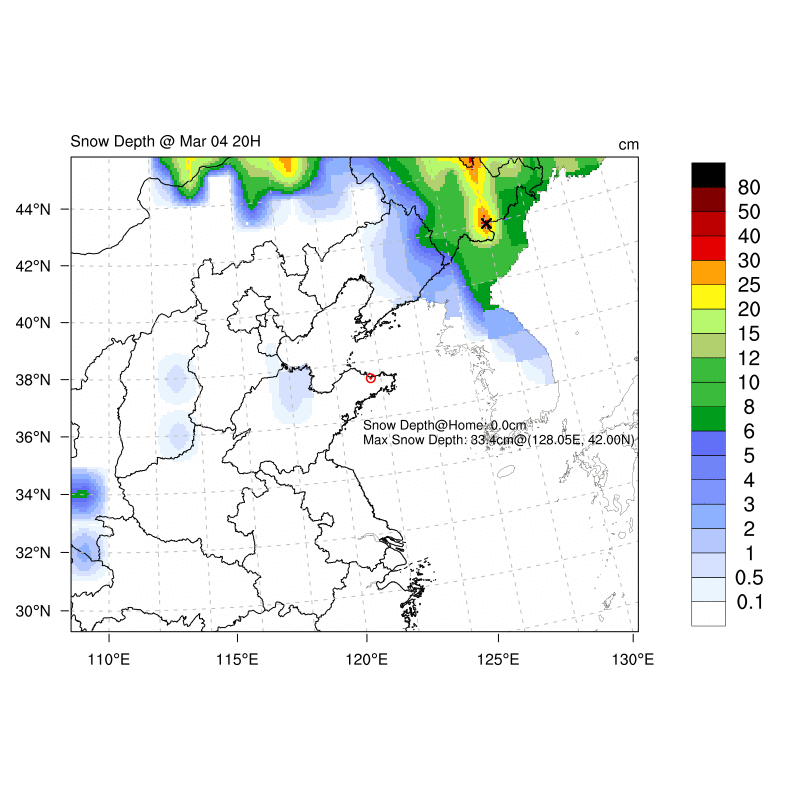 Snow Depth @ Mar 04 20H
cm
44°N
42°N
40°N
38°N
36°N
34°N
32°N
30°N
110°E
115°E
120°E
125°E
130°E
Snow Depth@Home: 0.0cm
Max Snow Depth: 33.4cm@(128.05E, 42.00N)
80
50
40
30
25
20
15
12
10
8
6
5
4
3
2
1
0.5
0.1